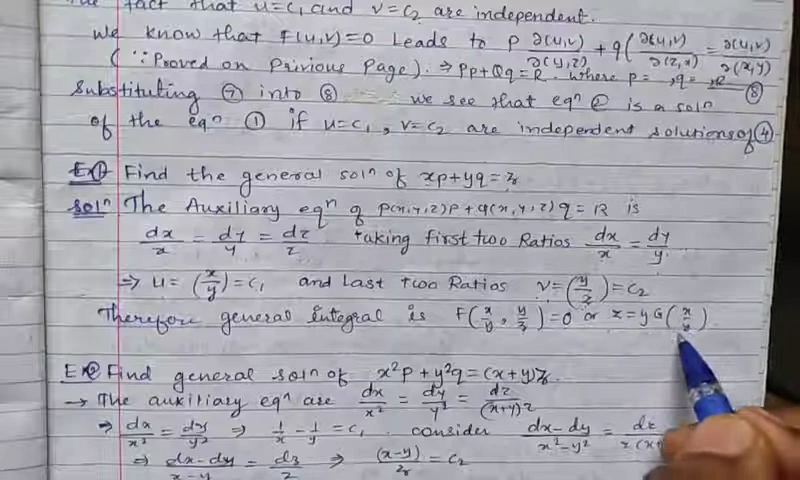 fact that u=c₁ and v=c₂ are independent.
We know that F(u,v)=0 Leads to p ∂(u,v)/∂(y,z) + q(∂(u,v)/∂(z,x) = ∂(u,v)/∂(x,y)
(∵ Proved on Privious Page). ⇒ Pp+Qq=R. where P= , Q= , R ⑧
Substituting ⑦ into ⑧ we see that eqⁿ is a solⁿ
of the eqⁿ ① if u=c₁, v=c₂ are independent solutions of ④
Ex① Find the general solⁿ of xp+yq=z
Solⁿ The Auxiliary eqⁿ of P(x,y,z)p+Q(x,y,z)q=R is
dx/x = dy/y = dz/z taking first two Ratios dx/x = dy/y
⇒ u = (x/y) = c₁ and Last two Ratios v=(y/z)=c₂
Therefore general integral is F(x/y, y/z)=0 or z=yG(x/y)
Ex② Find general solⁿ of x²p+y²q=(x+y)z.
→ The auxiliary eqⁿ are dx/x² = dy/y² = dz/(x+y)z
⇒ dx/x² = dy/y² ⇒ 1/x - 1/y = c₁ consider dx-dy/x²-y² = dz/z(x+
⇒ dx-dy/x-y = dz/z ⇒ (x-y)/z = c₂